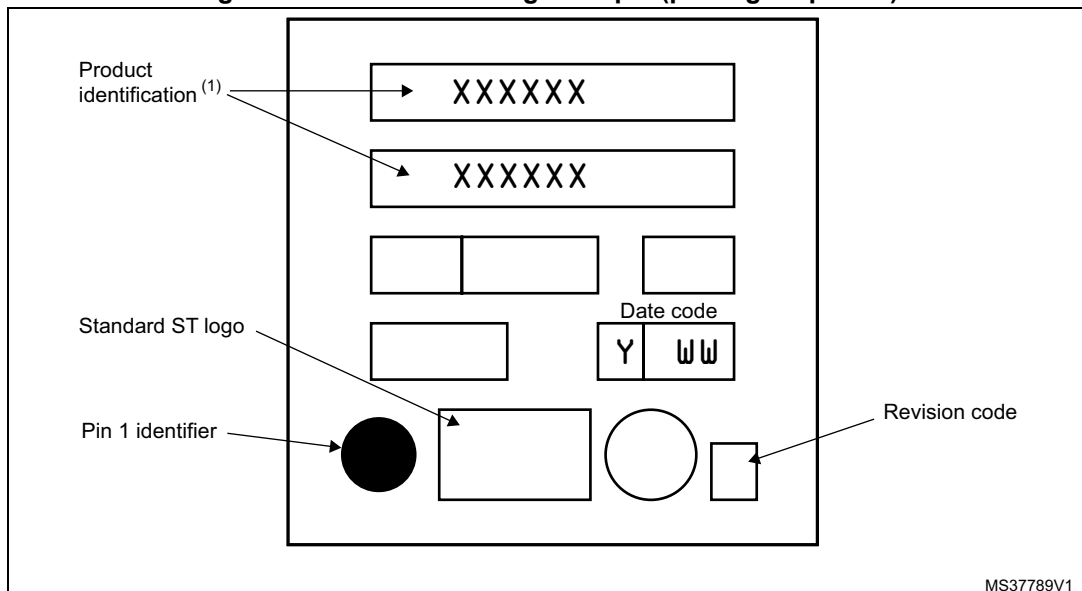 Product
identification (1)
XXXXXX
XXXXXX
Date code
Standard ST logo
Y WW
Revision code
Pin 1 identifier
MS37789V1